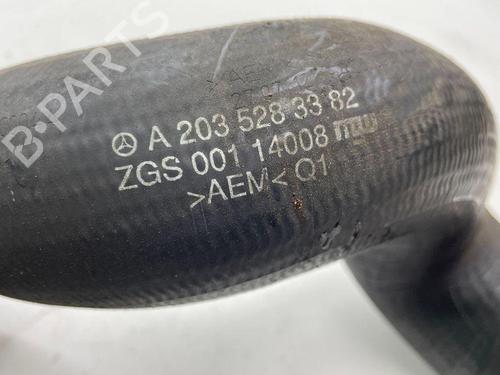 A 203 528 33 82
ZGS 001 14008
>AEM< Q1
B-PARTS